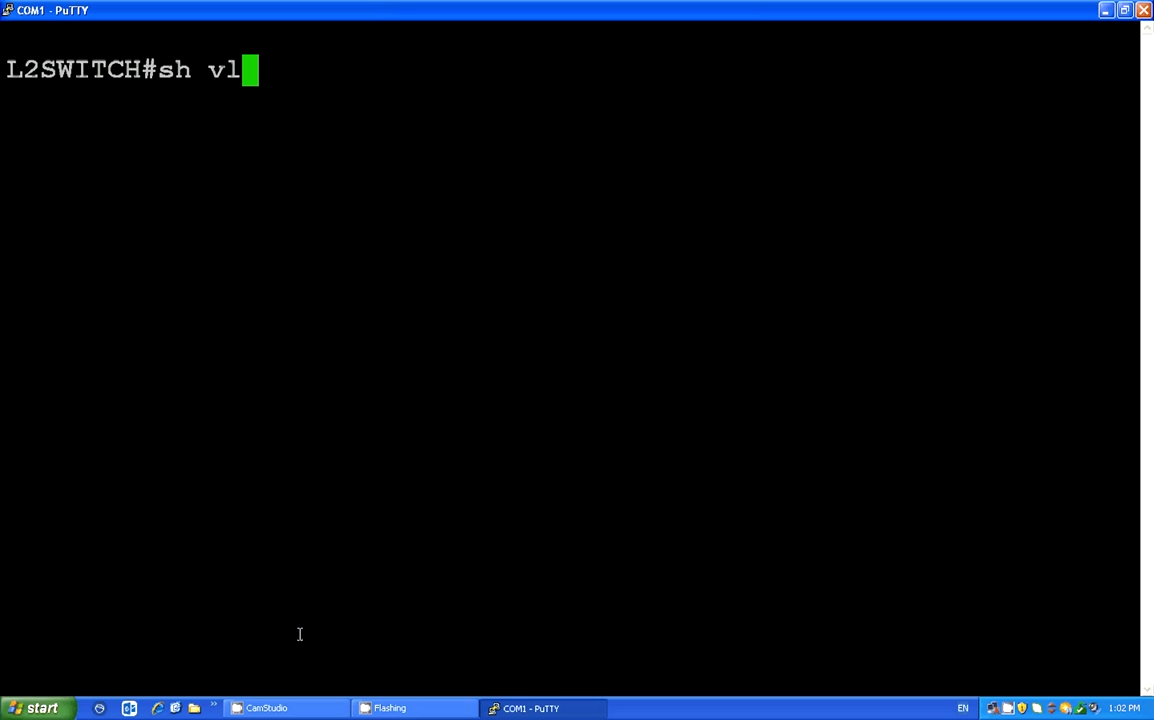 COM1 - PuTTY
L2SWITCH#sh vl
start
CamStudio
Flashing
COM1 - PuTTY
EN
1:02 PM